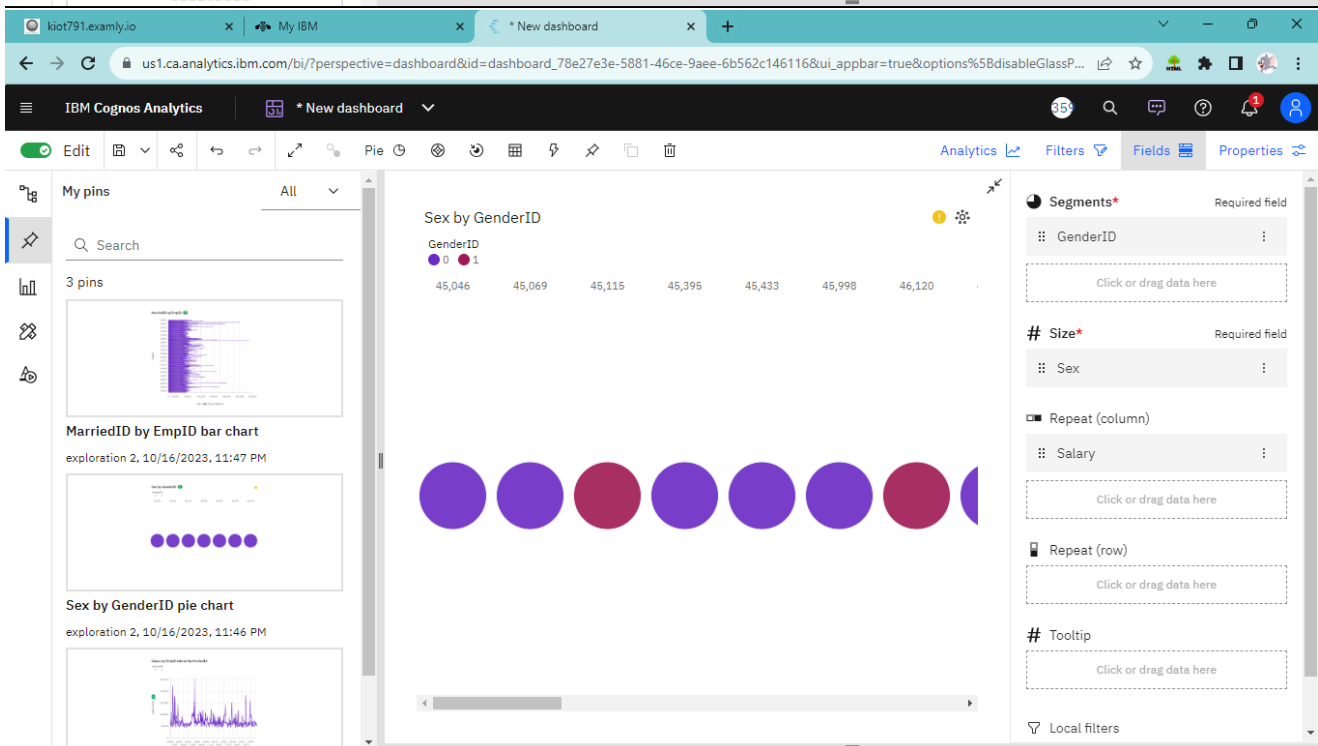 kiot791.examly.io
My IBM
* New dashboard
us1.ca.analytics.ibm.com/bi/?perspective=dashboard&id=dashboard_78e27e3e-5881-46ce-9aee-6b562c146116&ui_appbar=true&options%5BdisableGlassP...
HTML
IBM Cognos Analytics
* New dashboard
359
1
Edit
Pie
Analytics
Filters
Fields
Properties
My pins
All
Search
3 pins
MarriedID by EmpID bar chart
exploration 2, 10/16/2023, 11:47 PM
Sex by GenderID pie chart
exploration 2, 10/16/2023, 11:46 PM
Sex by GenderID
GenderID
0 1
45,046 45,069 45,115 45,395 45,433 45,998 46,120
Segments* Required field
GenderID
Click or drag data here
# Size* Required field
Sex
Repeat (column)
Salary
Click or drag data here
Repeat (row)
Click or drag data here
# Tooltip
Click or drag data here
Local filters